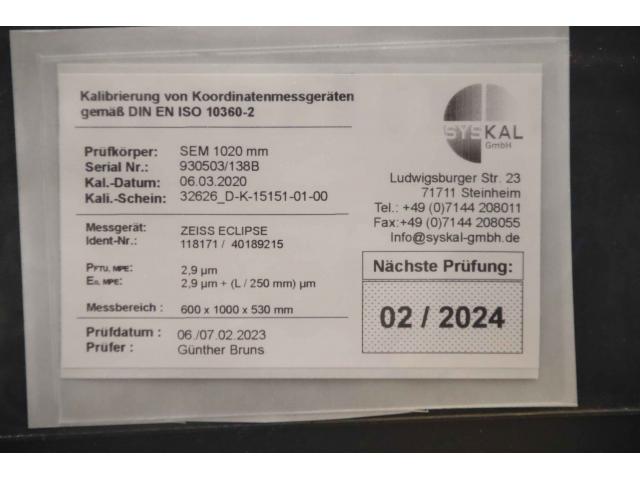 Kalibrierung von Koordinatenmessgeräten
gemäß DIN EN ISO 10360-2
SYSKAL
GmbH
Prüfkörper: SEM 1020 mm
Serial Nr.: 930503/138B
Kal.-Datum: 06.03.2020
Kali.-Schein: 32626_D-K-15151-01-00
Ludwigsburger Str. 23
71711 Steinheim
Tel.: +49 (0)7144 208011
Fax:+49 (0)7144 208055
Info@syskal-gmbh.de
Messgerät: ZEISS ECLIPSE
Ident-Nr.: 118171 / 40189215
PFTU, MPE: 2,9 µm
E0, MPE: 2,9 µm + (L / 250 mm) µm
Messbereich : 600 x 1000 x 530 mm
Prüfdatum : 06./07.02.2023
Prüfer : Günther Bruns
Nächste Prüfung:
02 / 2024